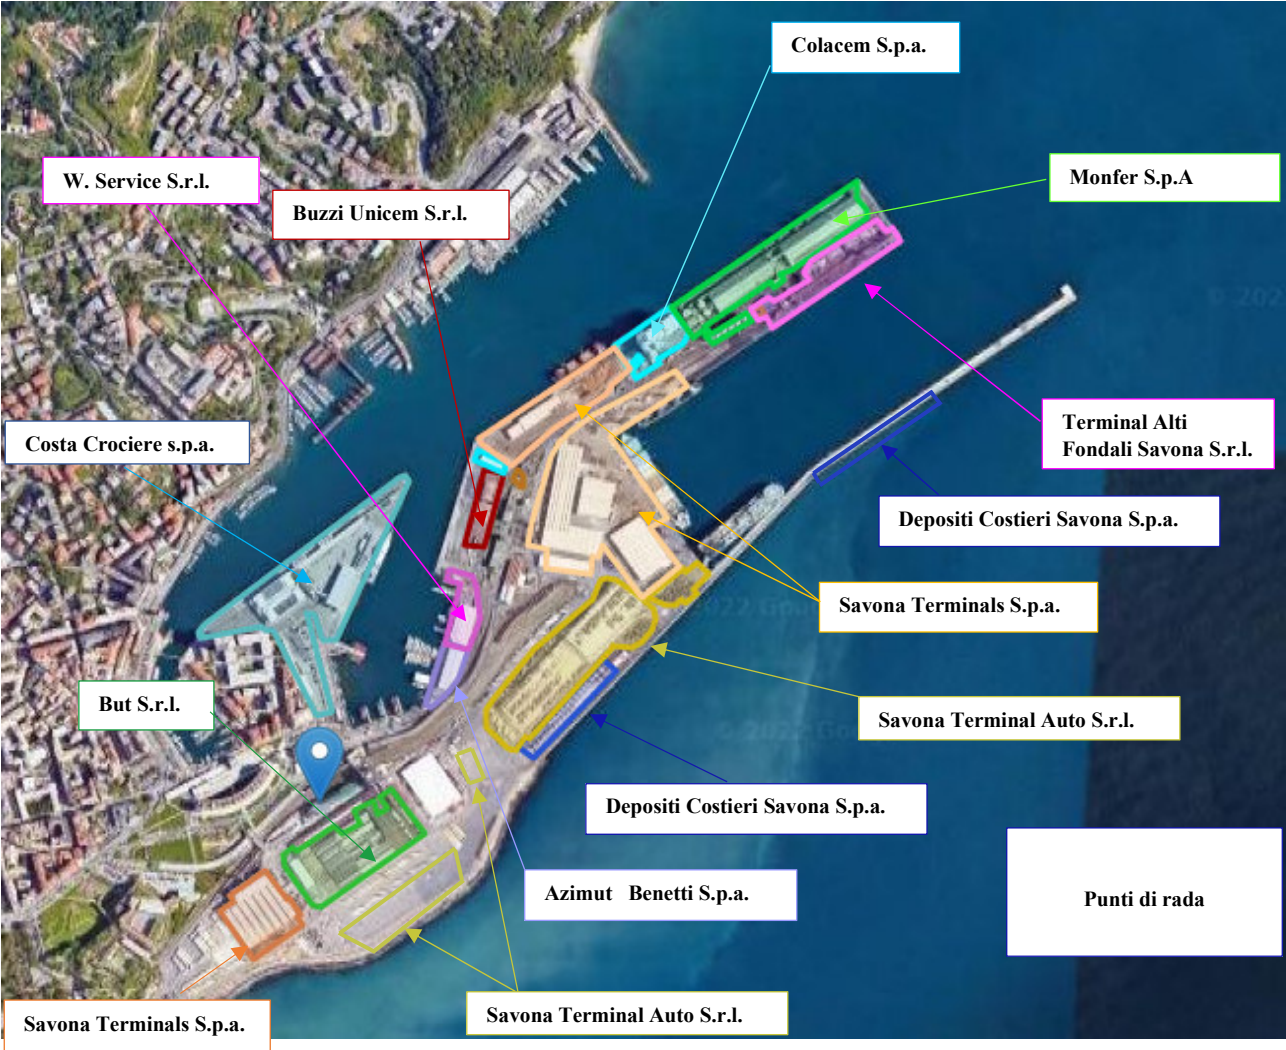 Colacem S.p.a.
W. Service S.r.l.
Monfer S.p.A
Buzzi Unicem S.r.l.
Costa Crociere s.p.a.
Terminal Alti
Fondali Savona S.r.l.
Depositi Costieri Savona S.p.a.
Savona Terminals S.p.a.
But S.r.l.
Savona Terminal Auto S.r.l.
Depositi Costieri Savona S.p.a.
Azimut Benetti S.p.a.
Punti di rada
Savona Terminals S.p.a.
Savona Terminal Auto S.r.l.